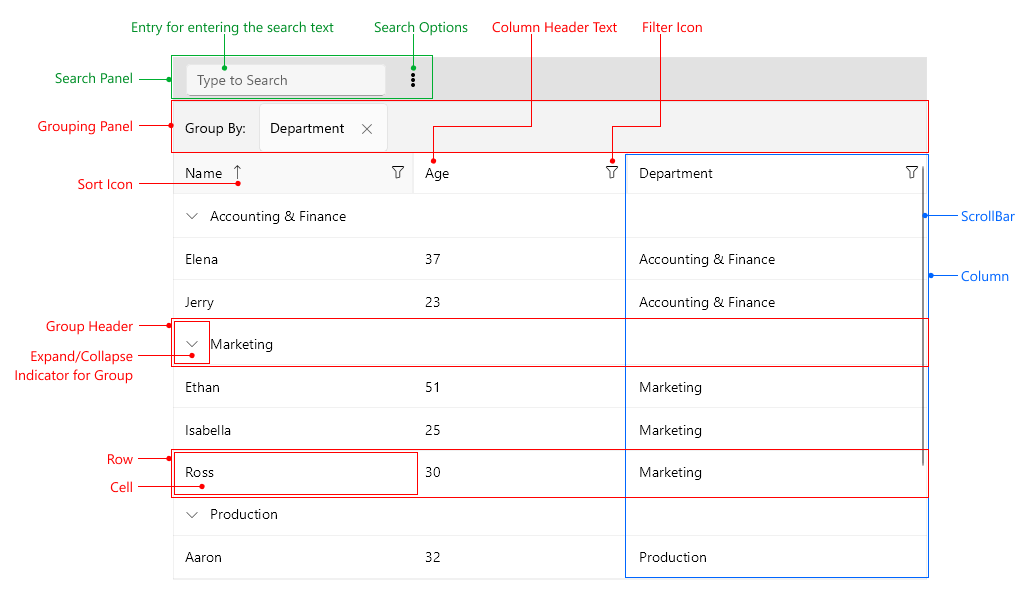 Entry for entering the search text
Search Options
Column Header Text
Filter Icon
Search Panel
Type to Search
Grouping Panel
Group By:
Department
Name
Age
Department
Sort Icon
Accounting & Finance
ScrollBar
Elena
37
Accounting & Finance
Column
Jerry
23
Accounting & Finance
Group Header
Marketing
Expand/Collapse
Indicator for Group
Ethan
51
Marketing
Isabella
25
Marketing
Row
Ross
30
Marketing
Cell
Production
Aaron
32
Production